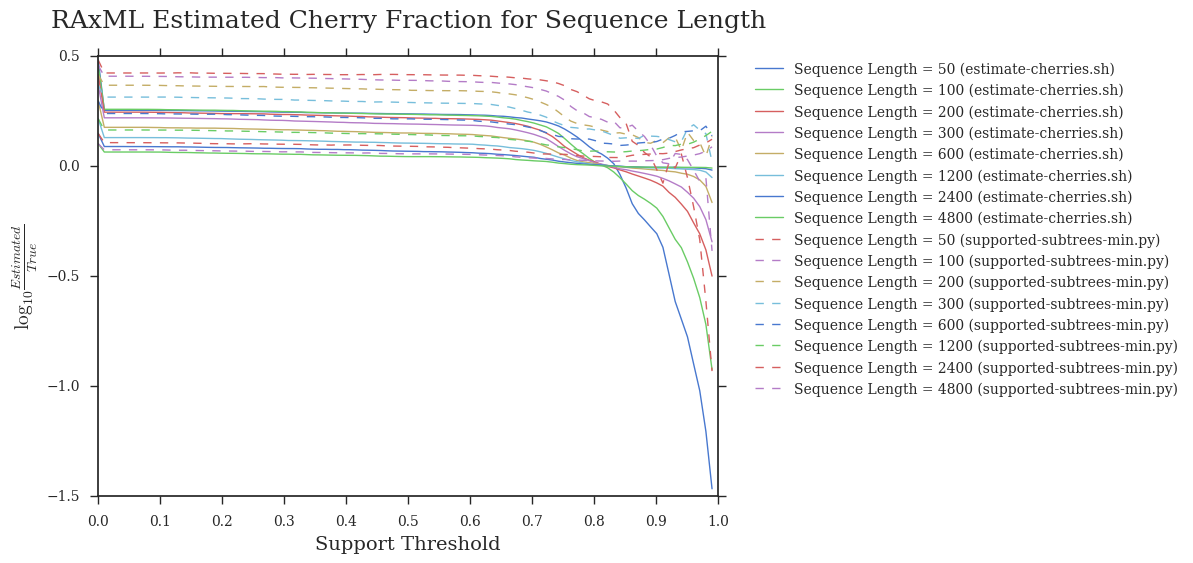 RAxML Estimated Cherry Fraction for Sequence Length
0.5
0.0
−0.5
−1.0
−1.5
log10 Estimated/True
0.0 0.1 0.2 0.3 0.4 0.5 0.6 0.7 0.8 0.9 1.0
Support Threshold
Sequence Length = 50 (estimate-cherries.sh)
Sequence Length = 100 (estimate-cherries.sh)
Sequence Length = 200 (estimate-cherries.sh)
Sequence Length = 300 (estimate-cherries.sh)
Sequence Length = 600 (estimate-cherries.sh)
Sequence Length = 1200 (estimate-cherries.sh)
Sequence Length = 2400 (estimate-cherries.sh)
Sequence Length = 4800 (estimate-cherries.sh)
Sequence Length = 50 (supported-subtrees-min.py)
Sequence Length = 100 (supported-subtrees-min.py)
Sequence Length = 200 (supported-subtrees-min.py)
Sequence Length = 300 (supported-subtrees-min.py)
Sequence Length = 600 (supported-subtrees-min.py)
Sequence Length = 1200 (supported-subtrees-min.py)
Sequence Length = 2400 (supported-subtrees-min.py)
Sequence Length = 4800 (supported-subtrees-min.py)